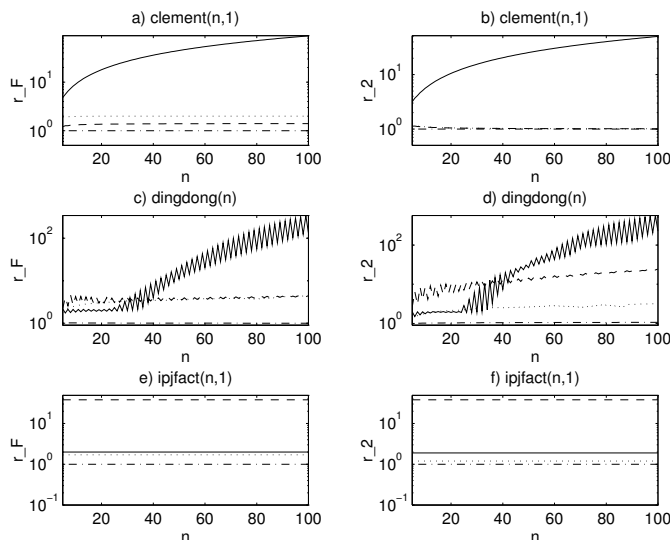 a) clement(n,1)
r_F
10^1
10^0
20 40 60 80 100
n
b) clement(n,1)
r_2
10^1
10^0
20 40 60 80 100
n
c) dingdong(n)
r_F
10^2
10^0
20 40 60 80 100
n
d) dingdong(n)
r_2
10^2
10^0
20 40 60 80 100
n
e) ipjfact(n,1)
r_F
10^1
10^0
10^-1
20 40 60 80 100
n
f) ipjfact(n,1)
r_2
10^1
10^0
10^-1
20 40 60 80 100
n